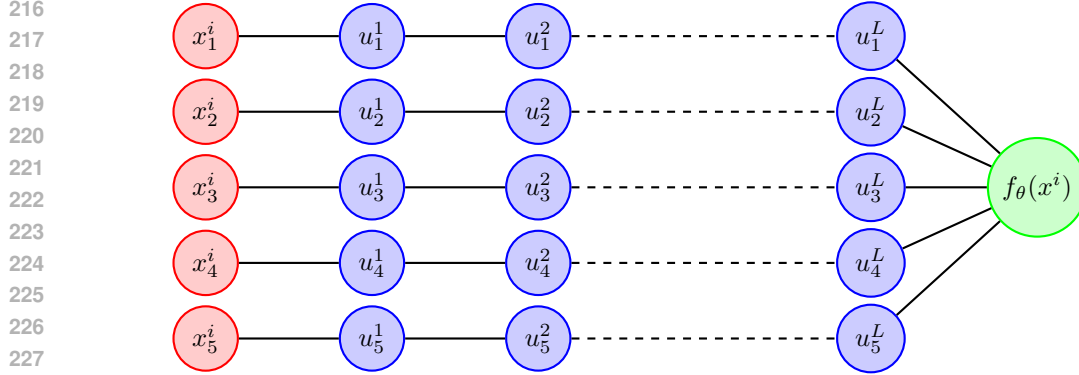 216
217
218
219
220
221
222
223
224
225
226
227
x_1^i u_1^1 u_1^2 u_1^L
x_2^i u_2^1 u_2^2 u_2^L
x_3^i u_3^1 u_3^2 u_3^L f_θ(x^i)
x_4^i u_4^1 u_4^2 u_4^L
x_5^i u_5^1 u_5^2 u_5^L